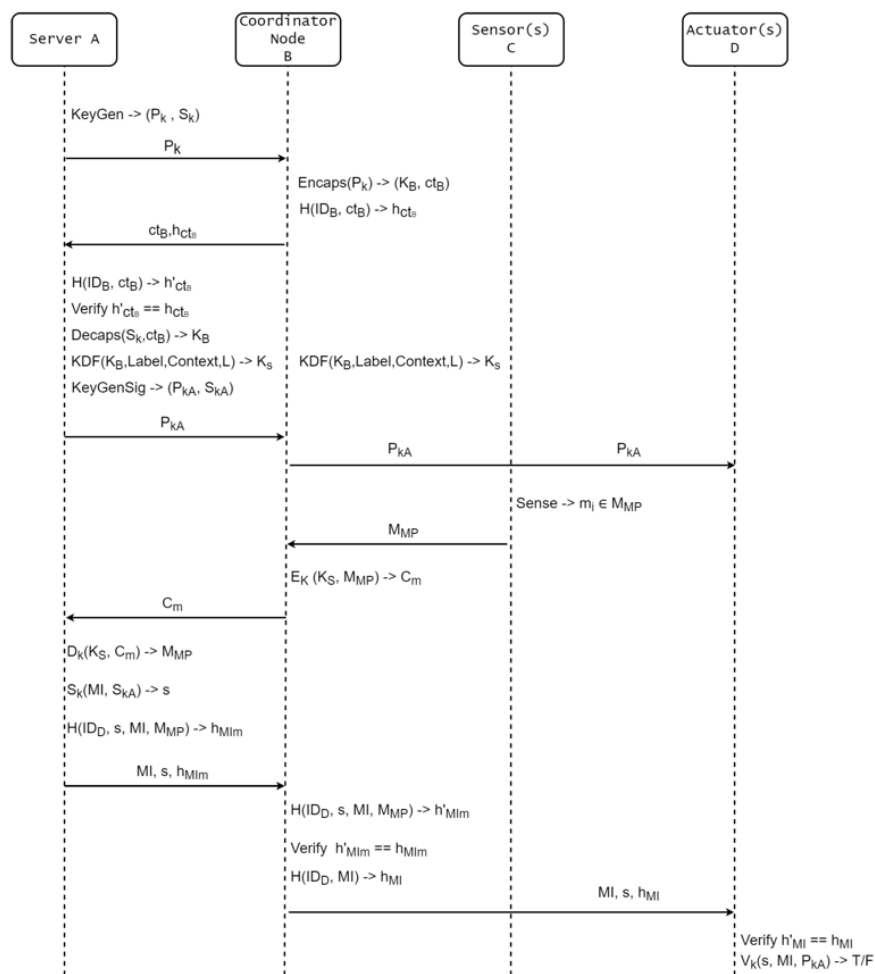 Server A
Coordinator
Node
B
Sensor(s)
C
Actuator(s)
D
KeyGen -> (Pk , Sk)
Pk
Encaps(Pk) -> (KB, ctB)
H(IDB, ctB) -> hctB
ctB,hctB
H(IDB, ctB) -> h'ctB
Verify h'ctB == hctB
Decaps(Sk,ctB) -> KB
KDF(KB,Label,Context,L) -> Ks
KDF(KB,Label,Context,L) -> Ks
KeyGenSig -> (PkA, SkA)
PkA
PkA
PkA
Sense -> mi ∈ MMP
MMP
EK (KS, MMP) -> Cm
Cm
Dk(KS, Cm) -> MMP
Sk(MI, SkA) -> s
H(IDD, s, MI, MMP) -> hMIm
MI, s, hMIm
H(IDD, s, MI, MMP) -> h'MIm
Verify h'MIm == hMIm
H(IDD, MI) -> hMI
MI, s, hMI
Verify h'MI == hMI
Vk(s, MI, PkA) -> T/F